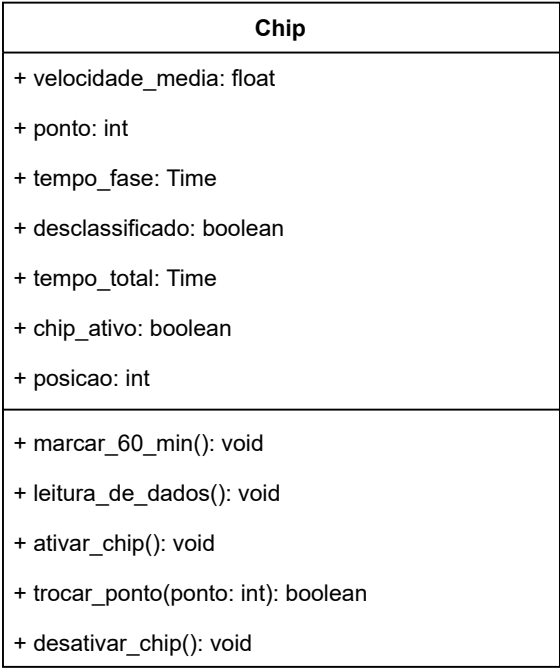 Chip
+ velocidade_media: float
+ ponto: int
+ tempo_fase: Time
+ desclassificado: boolean
+ tempo_total: Time
+ chip_ativo: boolean
+ posicao: int
+ marcar_60_min(): void
+ leitura_de_dados(): void
+ ativar_chip(): void
+ trocar_ponto(ponto: int): boolean
+ desativar_chip(): void